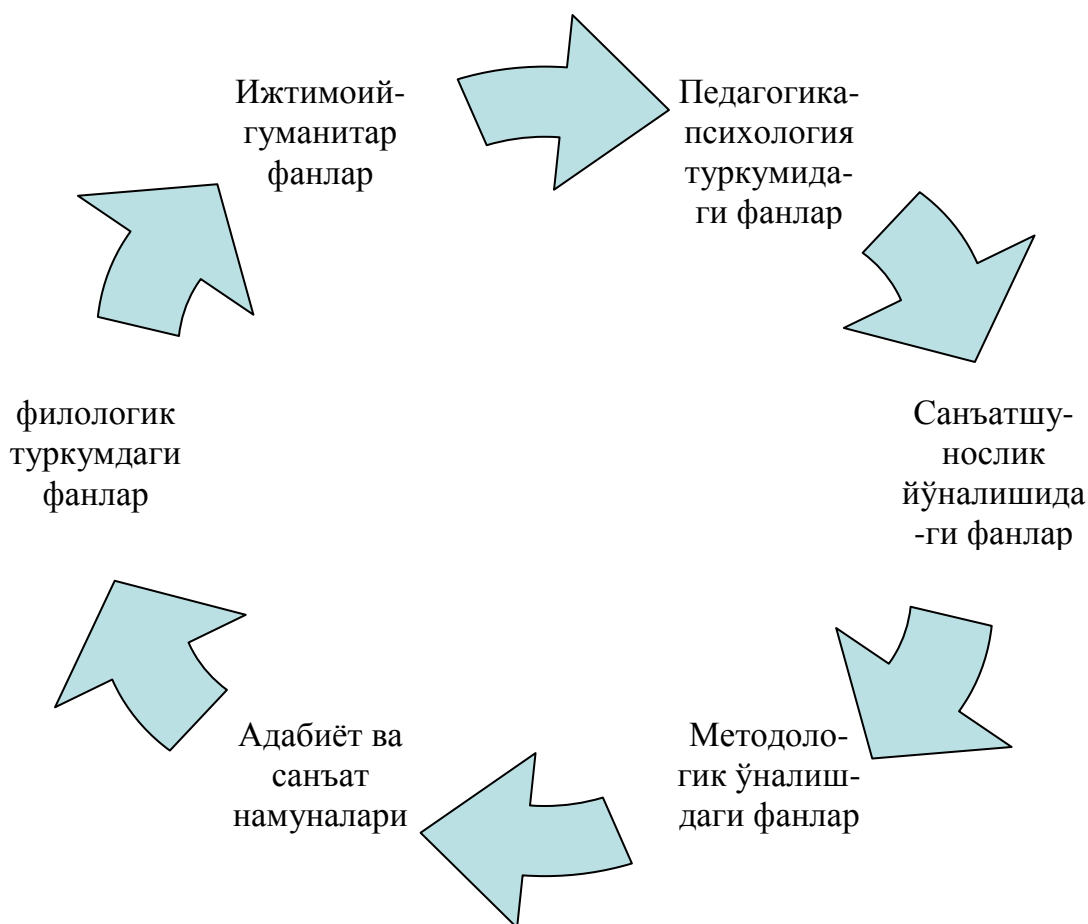 Ижтимоий-
гуманитар
фанлар
Педагогика-
психология
туркумида-
ги фанлар
Санъатшу-
нослик
йўналишида
-ги фанлар
Методоло-
гик ўналиш-
даги фанлар
Адабиёт ва
санъат
намуналари
филологик
туркумдаги
фанлар